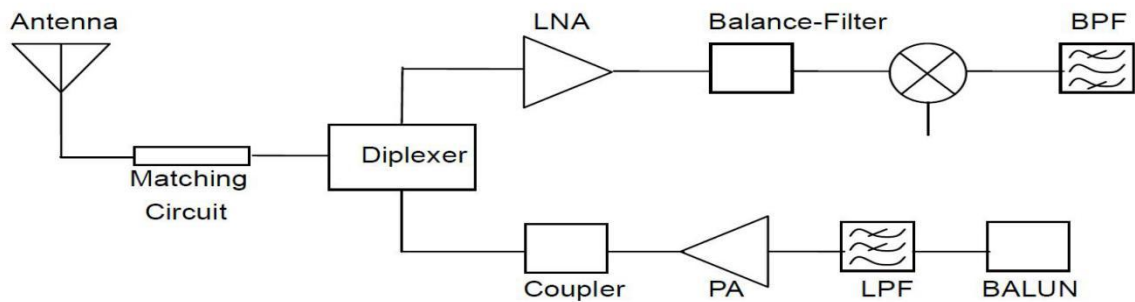 Antenna
LNA
Balance-Filter
BPF
Diplexer
Matching
Circuit
Coupler
PA
LPF
BALUN